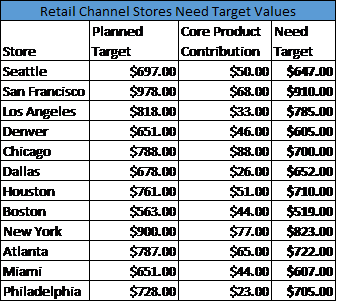 Retail Channel Stores Need Target Values
Planned Core Product Need
Store Target Contribution Target
Seattle $697.00 $50.00 $647.00
San Francisco $978.00 $68.00 $910.00
Los Angeles $818.00 $33.00 $785.00
Denver $651.00 $46.00 $605.00
Chicago $788.00 $88.00 $700.00
Dallas $678.00 $26.00 $652.00
Houston $761.00 $51.00 $710.00
Boston $563.00 $44.00 $519.00
New York $900.00 $77.00 $823.00
Atlanta $787.00 $65.00 $722.00
Miami $651.00 $44.00 $607.00
Philadelphia $728.00 $23.00 $705.00